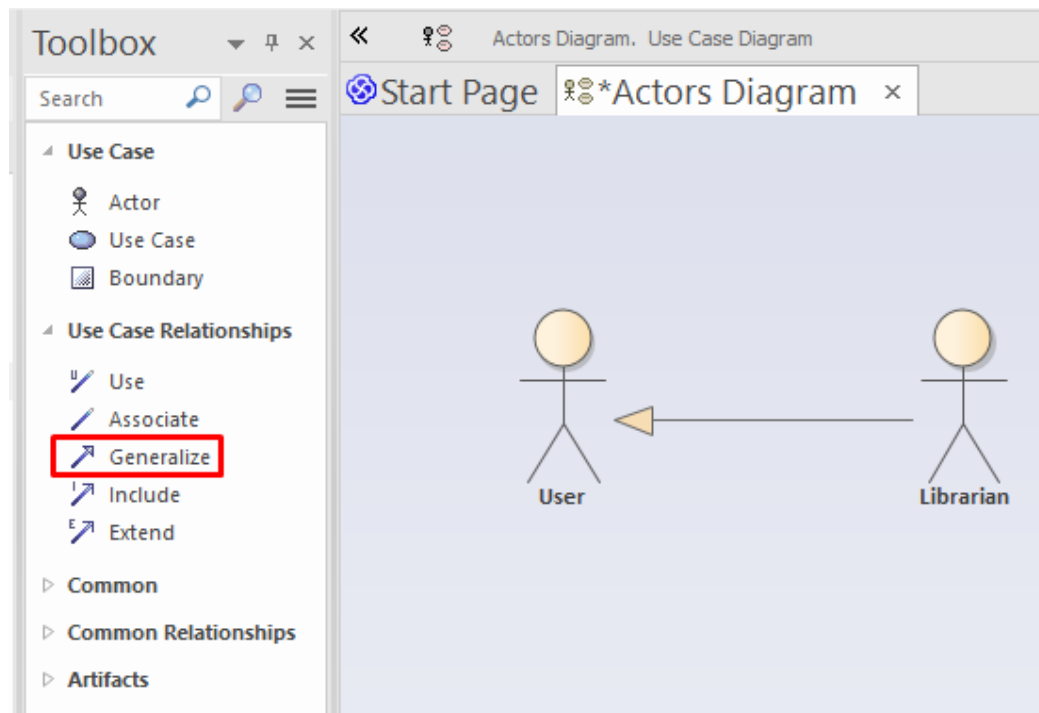 Toolbox
Search
Use Case
Actor
Use Case
Boundary
Use Case Relationships
U Use
Associate
Generalize
I Include
E Extend
Common
Common Relationships
Artifacts
Actors Diagram. Use Case Diagram
Start Page *Actors Diagram ×
User
Librarian